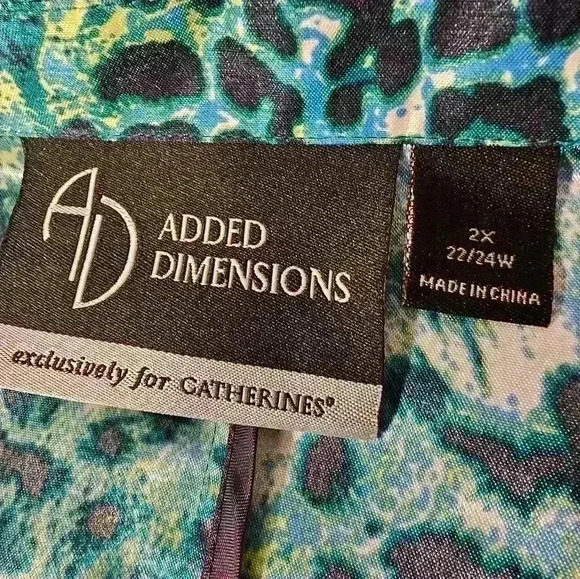 AD
ADDED
DIMENSIONS
exclusively for CATHERINES®
2X
22/24W
MADE IN CHINA